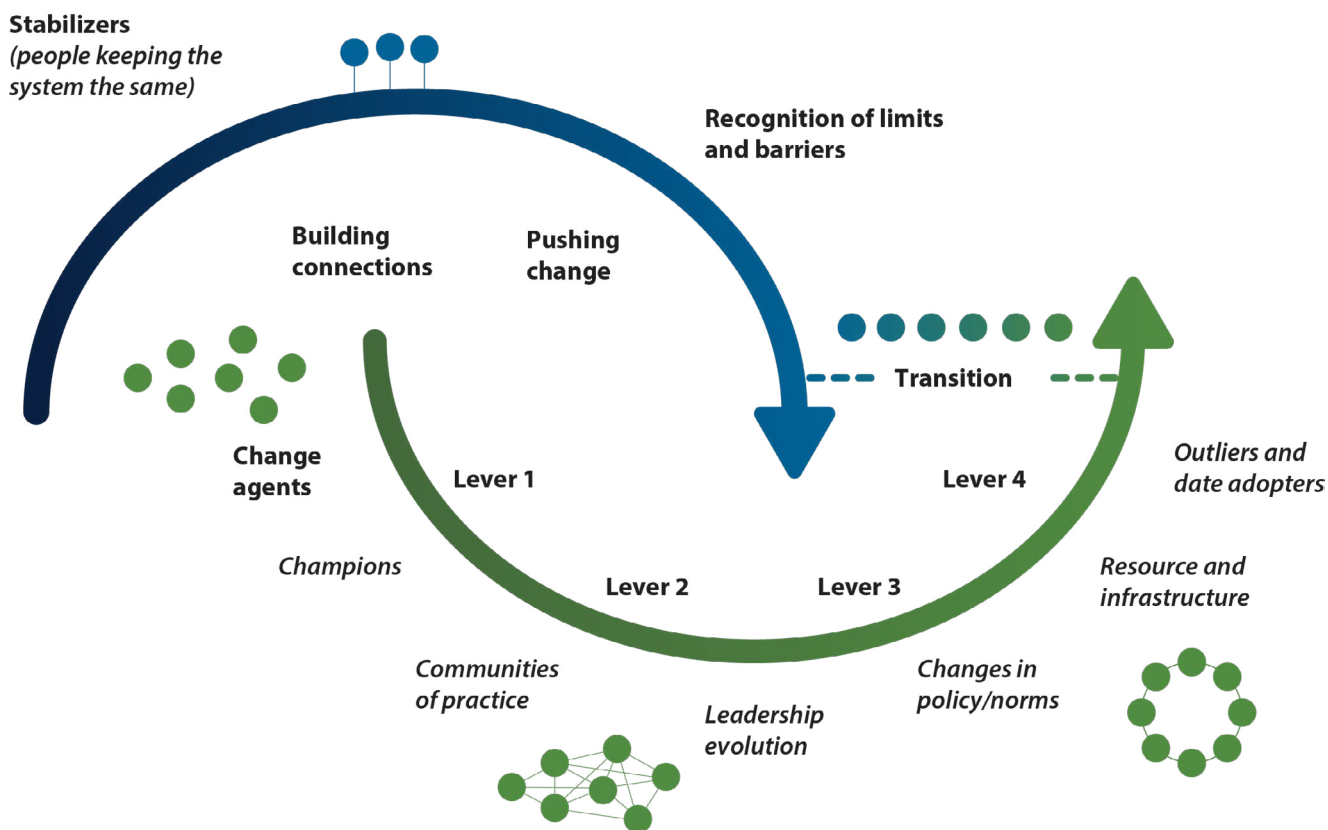 Stabilizers
(people keeping the
system the same)
Recognition of limits
and barriers
Building
connections
Pushing
change
Transition
Change
agents
Lever 1
Lever 4
Outliers and
date adopters
Champions
Lever 2
Lever 3
Resource and
infrastructure
Communities
of practice
Leadership
evolution
Changes in
policy/norms